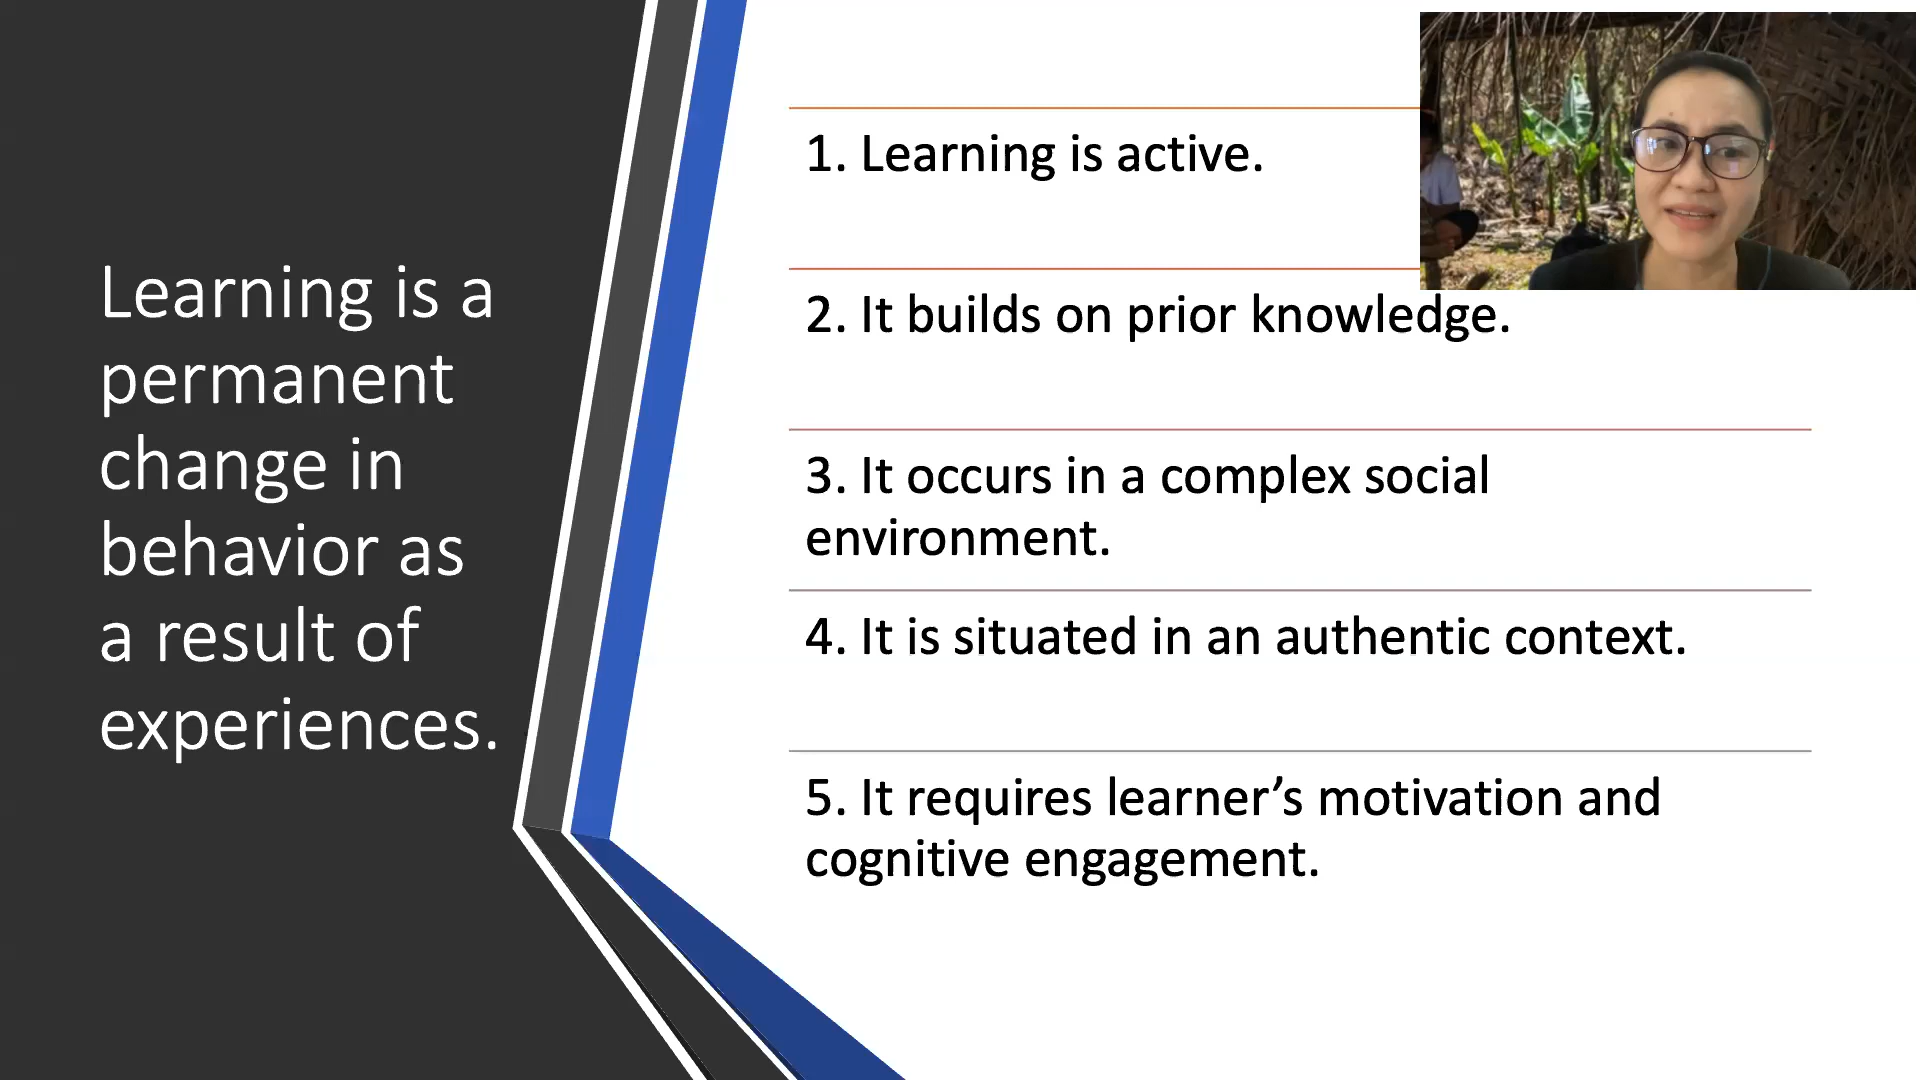 Learning is a
permanent
change in
behavior as
a result of
experiences.
1. Learning is active.
2. It builds on prior knowledge.
3. It occurs in a complex social
environment.
4. It is situated in an authentic context.
5. It requires learner’s motivation and
cognitive engagement.